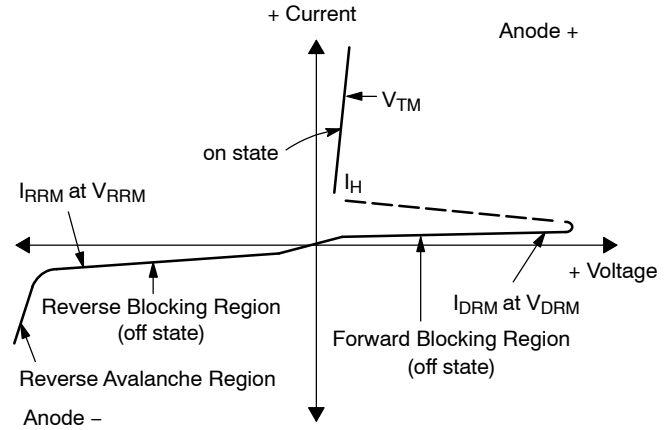 + Current
Anode +
V_TM
on state
I_H
I_RRM at V_RRM
+ Voltage
Reverse Blocking Region
(off state)
I_DRM at V_DRM
Forward Blocking Region
(off state)
Reverse Avalanche Region
Anode −